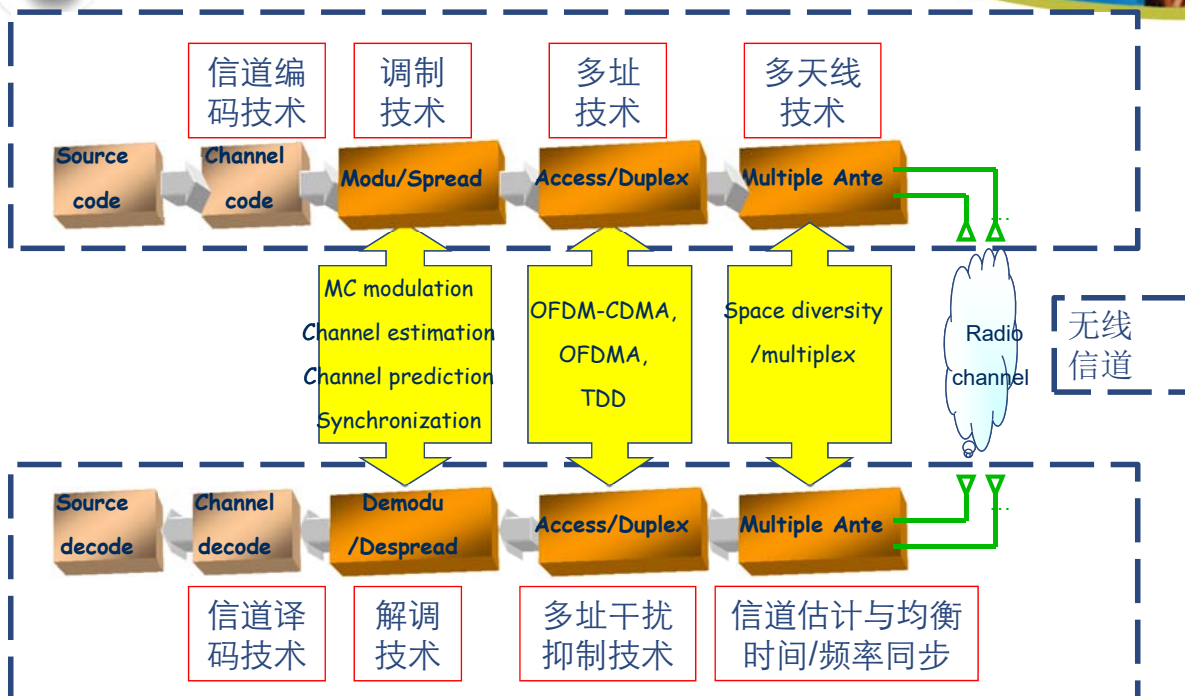 信道编
码技术
调制
技术
多址
技术
多天线
技术
Source
code
Channel
code
Modu/Spread
Access/Duplex
Multiple Ante
...
MC modulation
Channel estimation
Channel prediction
Synchronization
OFDM-CDMA,
OFDMA,
TDD
Space diversity
/multiplex
Radio
channel
无线
信道
Source
decode
Channel
decode
Demodu
/Despread
Access/Duplex
Multiple Ante
...
信道译
码技术
解调
技术
多址干扰
抑制技术
信道估计与均衡
时间/频率同步